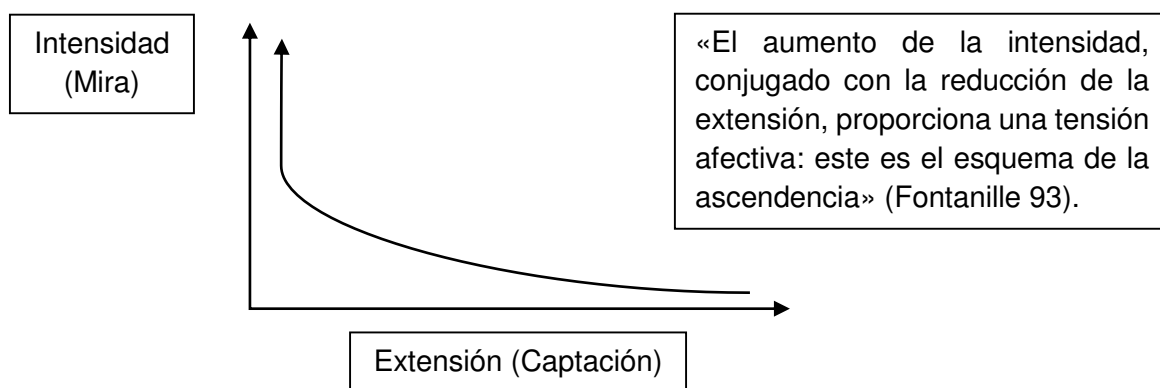 Intensidad
(Mira)
«El aumento de la intensidad,
conjugado con la reducción de la
extensión, proporciona una tensión
afectiva: este es el esquema de la
ascendencia» (Fontanille 93).
Extensión (Captación)